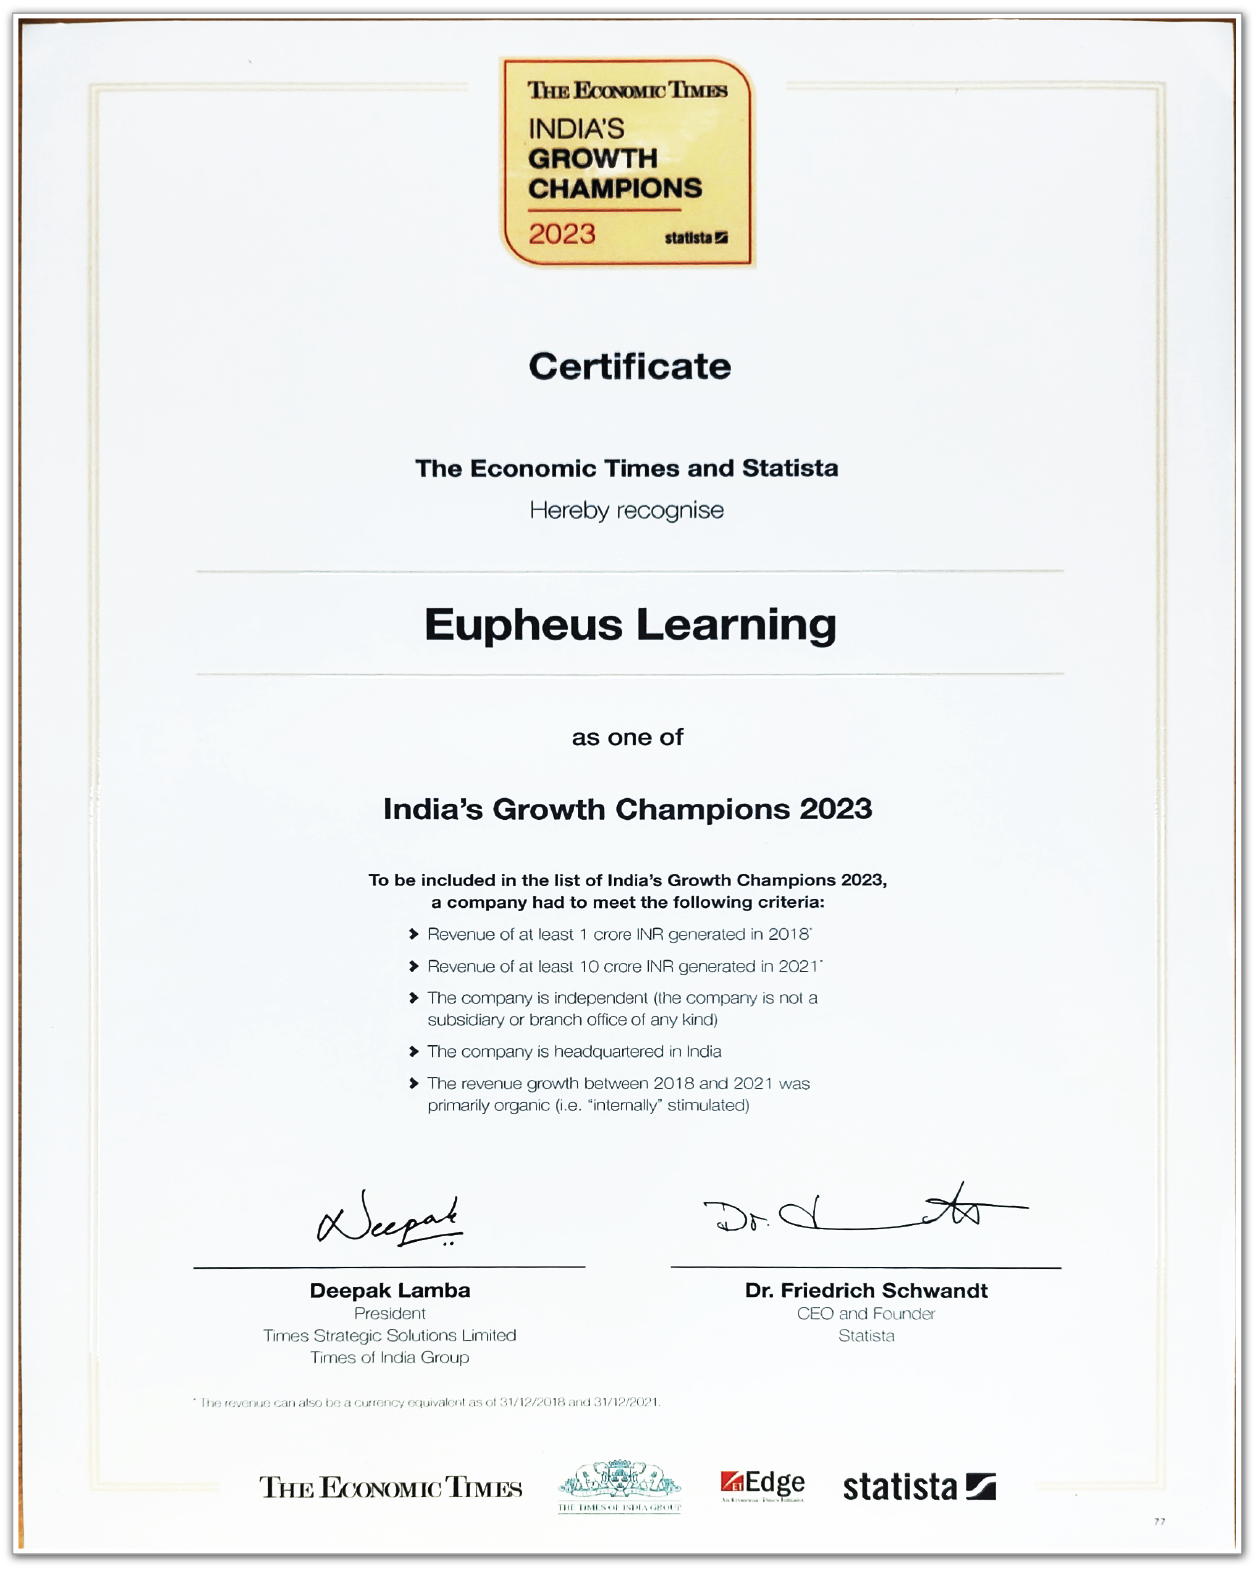 THE ECONOMIC TIMES
INDIA'S
GROWTH
CHAMPIONS
2023 statista
Certificate
The Economic Times and Statista
Hereby recognise
Eupheus Learning
as one of
India's Growth Champions 2023
To be included in the list of India's Growth Champions 2023,
a company had to meet the following criteria:
Revenue of at least 1 crore INR generated in 2018*
Revenue of at least 10 crore INR generated in 2021*
The company is independent (the company is not a
subsidiary or branch office of any kind)
The company is headquartered in India
The revenue growth between 2018 and 2021 was
primarily organic (i.e. "internally" stimulated)
Deepak Dr.
Deepak Lamba
President
Times Strategic Solutions Limited
Times of India Group
Dr. Friedrich Schwandt
CEO and Founder
Statista
* The revenue can also be a currency equivalent as of 31/12/2018 and 31/12/2021.
THE ECONOMIC TIMES
THE TIMES OF INDIA GROUP
ET Edge
An Economic Times Initiative
statista
77